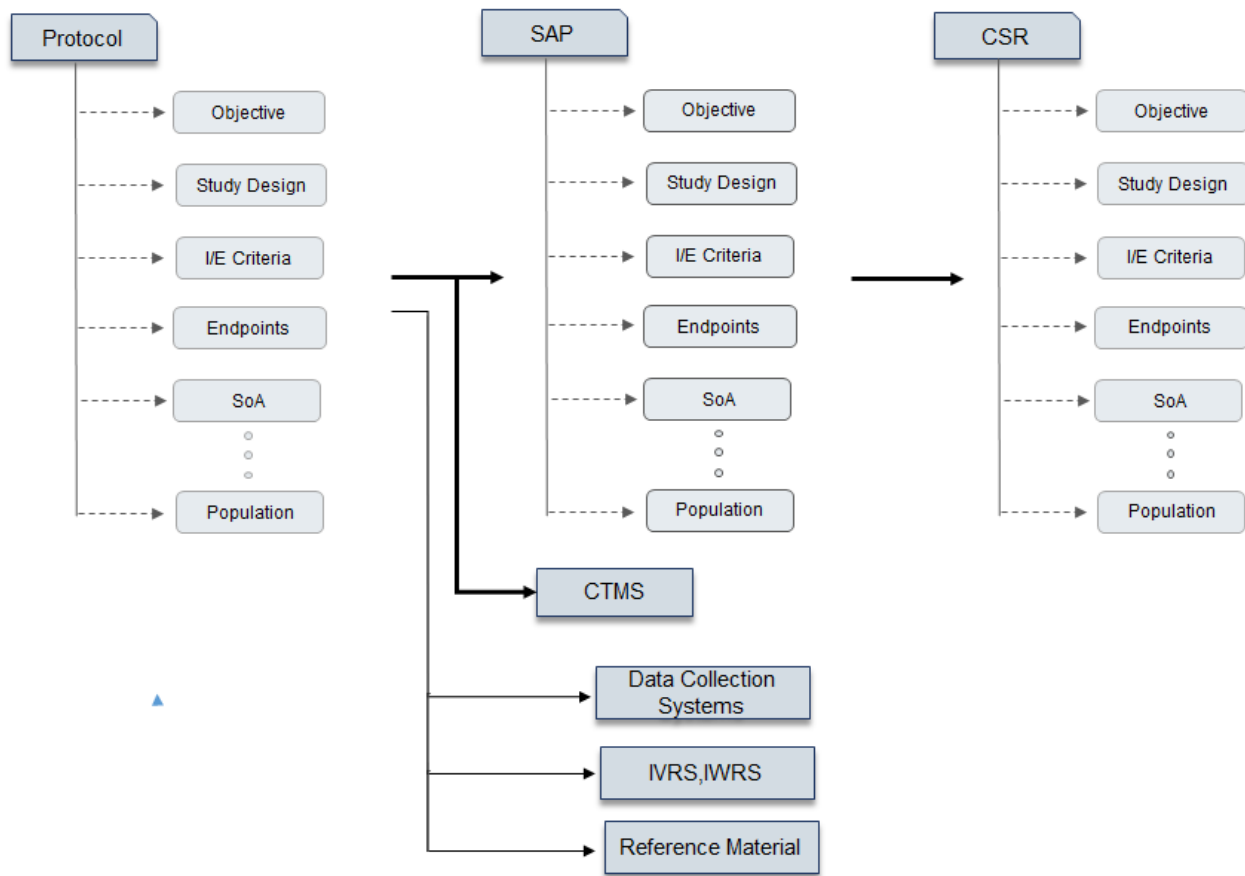 Protocol
Objective
Study Design
I/E Criteria
Endpoints
SoA
Population
SAP
Objective
Study Design
I/E Criteria
Endpoints
SoA
Population
CSR
Objective
Study Design
I/E Criteria
Endpoints
SoA
Population
CTMS
Data Collection
Systems
IVRS,IWRS
Reference Material